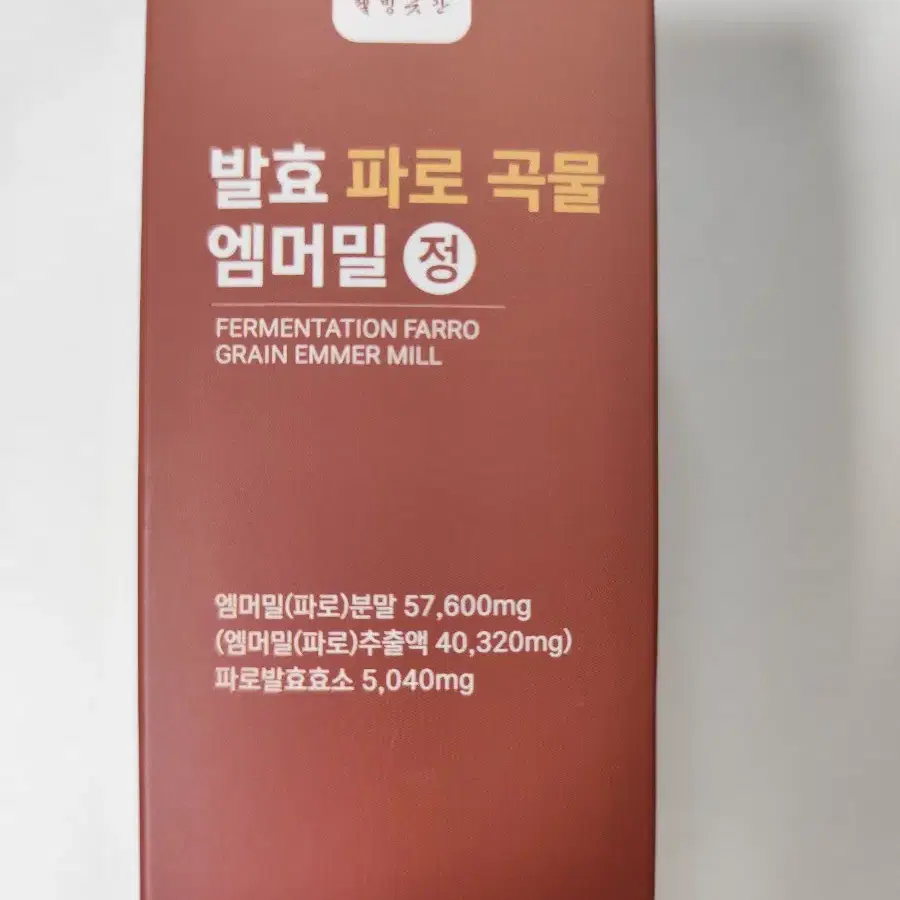 발효 파로 곡물
엠머밀 정
FERMENTATION FARRO
GRAIN EMMER MILL
엠머밀(파로)분말 57,600mg
(엠머밀(파로)추출액 40,320mg)
파로발효효소 5,040mg